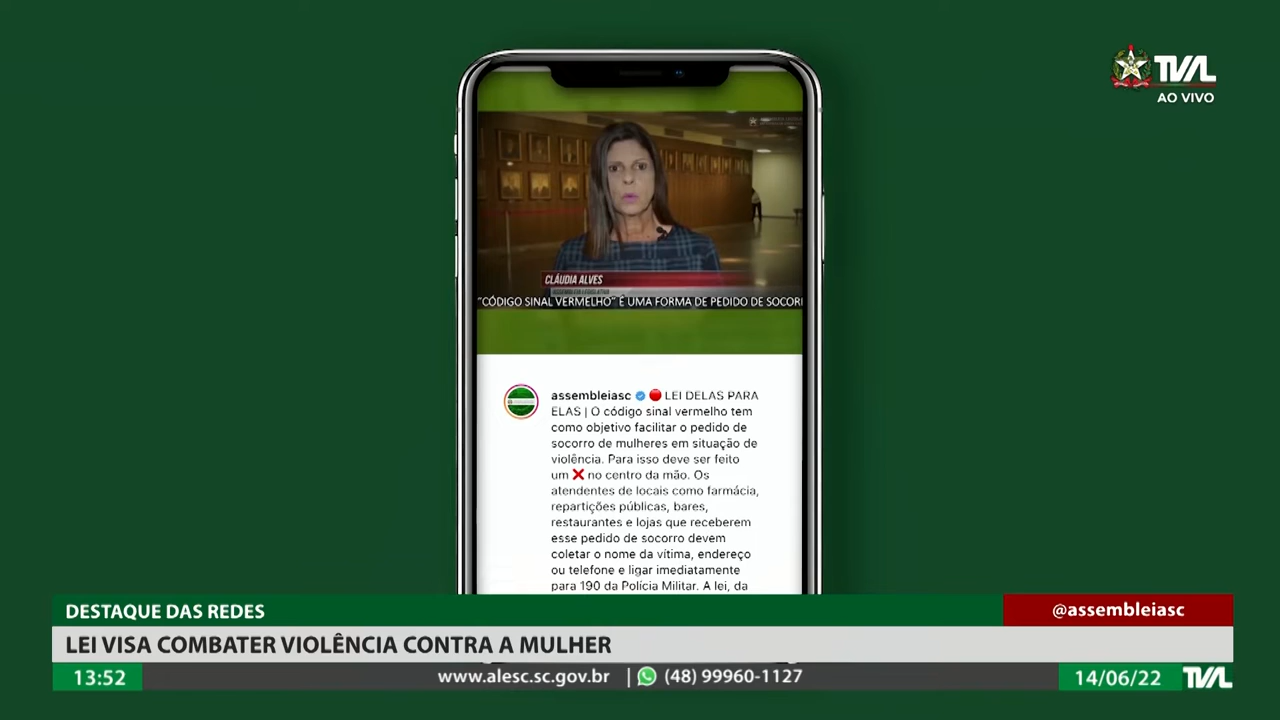 TVAL
AO VIVO
CLÁUDIA ALVES
ASSEMBLEIA LEGISLATIVA
"CÓDIGO SINAL VERMELHO" É UMA FORMA DE PEDIDO DE SOCOR
assembleiasc LEI DELAS PARA
ELAS | O código sinal vermelho tem
como objetivo facilitar o pedido de
socorro de mulheres em situação de
violência. Para isso deve ser feito
um ❌ no centro da mão. Os
atendentes de locais como farmácia,
repartições públicas, bares,
restaurantes e lojas que receberem
esse pedido de socorro devem
coletar o nome da vítima, endereço
ou telefone e ligar imediatamente
para 190 da Polícia Militar. A lei, da
DESTAQUE DAS REDES
@assembleiasc
LEI VISA COMBATER VIOLÊNCIA CONTRA A MULHER
13:52
www.alesc.sc.gov.br | (48) 99960-1127
14/06/22
TVAL